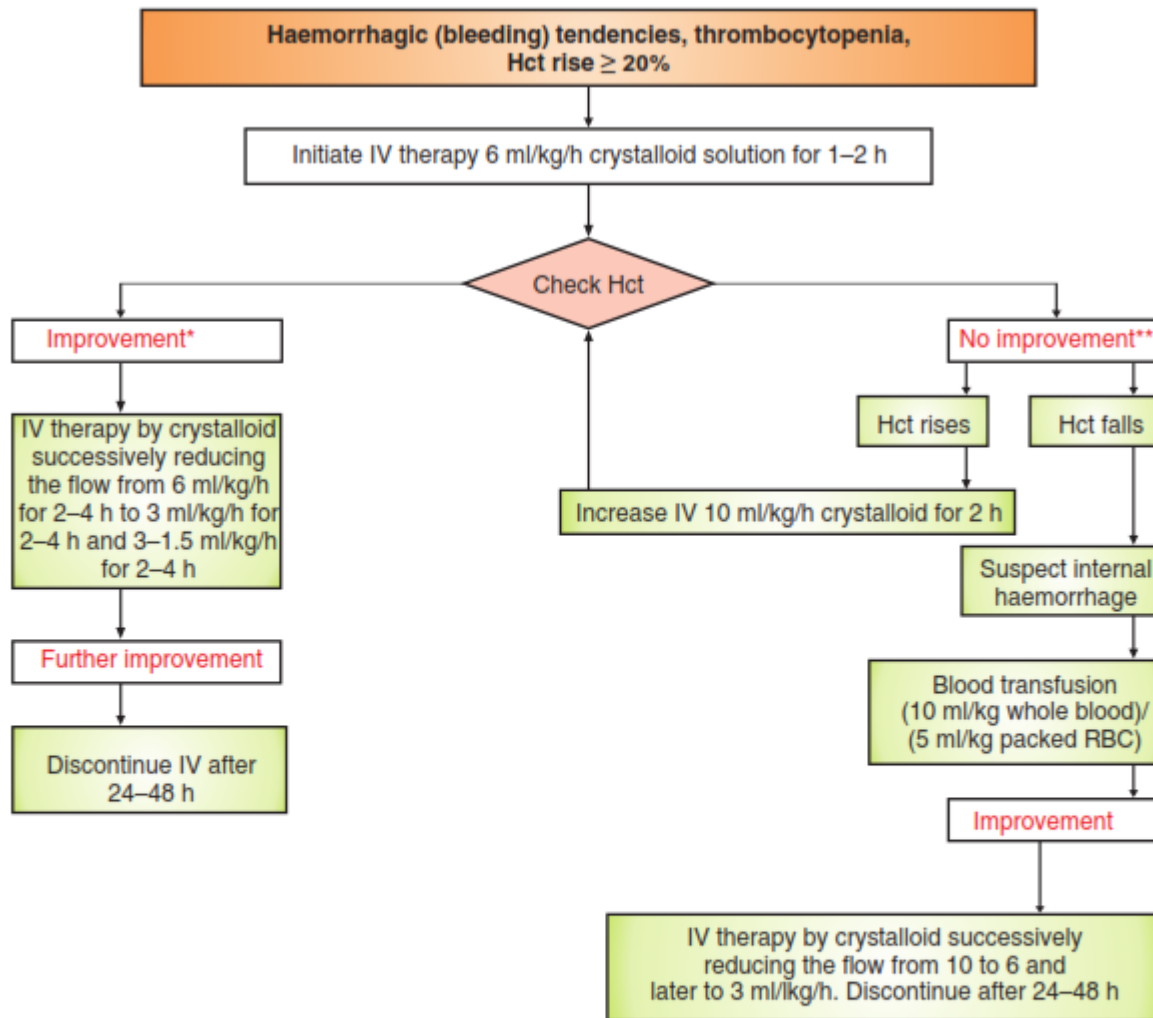 Haemorrhagic (bleeding) tendencies, thrombocytopenia,
Hct rise ≥ 20%
Initiate IV therapy 6 ml/kg/h crystalloid solution for 1–2 h
Check Hct
Improvement*
IV therapy by crystalloid
successively reducing
the flow from 6 ml/kg/h
for 2–4 h to 3 ml/kg/h for
2–4 h and 3–1.5 ml/kg/h
for 2–4 h
Further improvement
Discontinue IV after
24–48 h
No improvement**
Hct rises
Hct falls
Increase IV 10 ml/kg/h crystalloid for 2 h
Suspect internal
haemorrhage
Blood transfusion
(10 ml/kg whole blood)/
(5 ml/kg packed RBC)
Improvement
IV therapy by crystalloid successively
reducing the flow from 10 to 6 and
later to 3 ml/lkg/h. Discontinue after 24–48 h